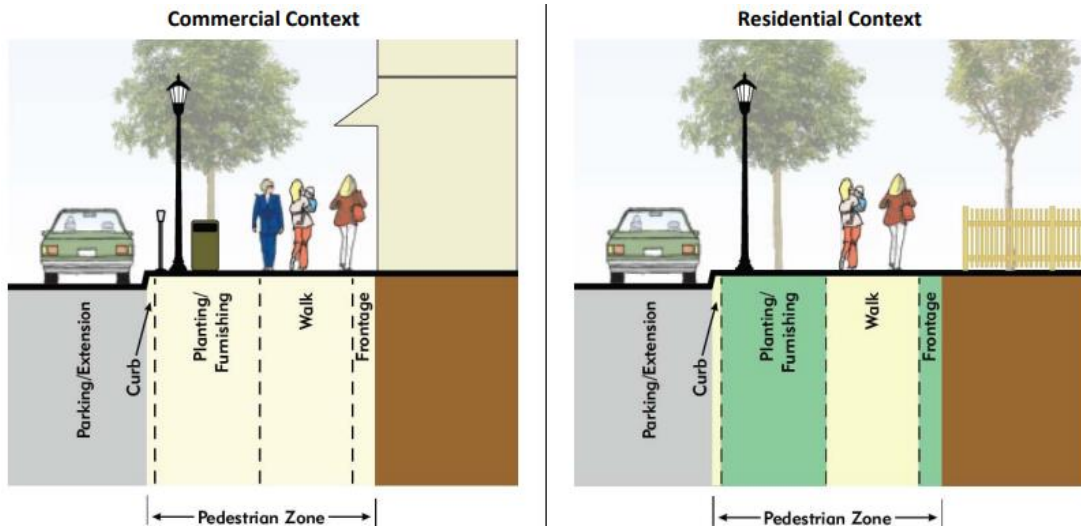 Commercial Context
Parking/Extension
Curb
Planting/
Furnishing
Walk
Frontage
Pedestrian Zone
Residential Context
Parking/Extension
Curb
Planting/
Furnishing
Walk
Frontage
Pedestrian Zone